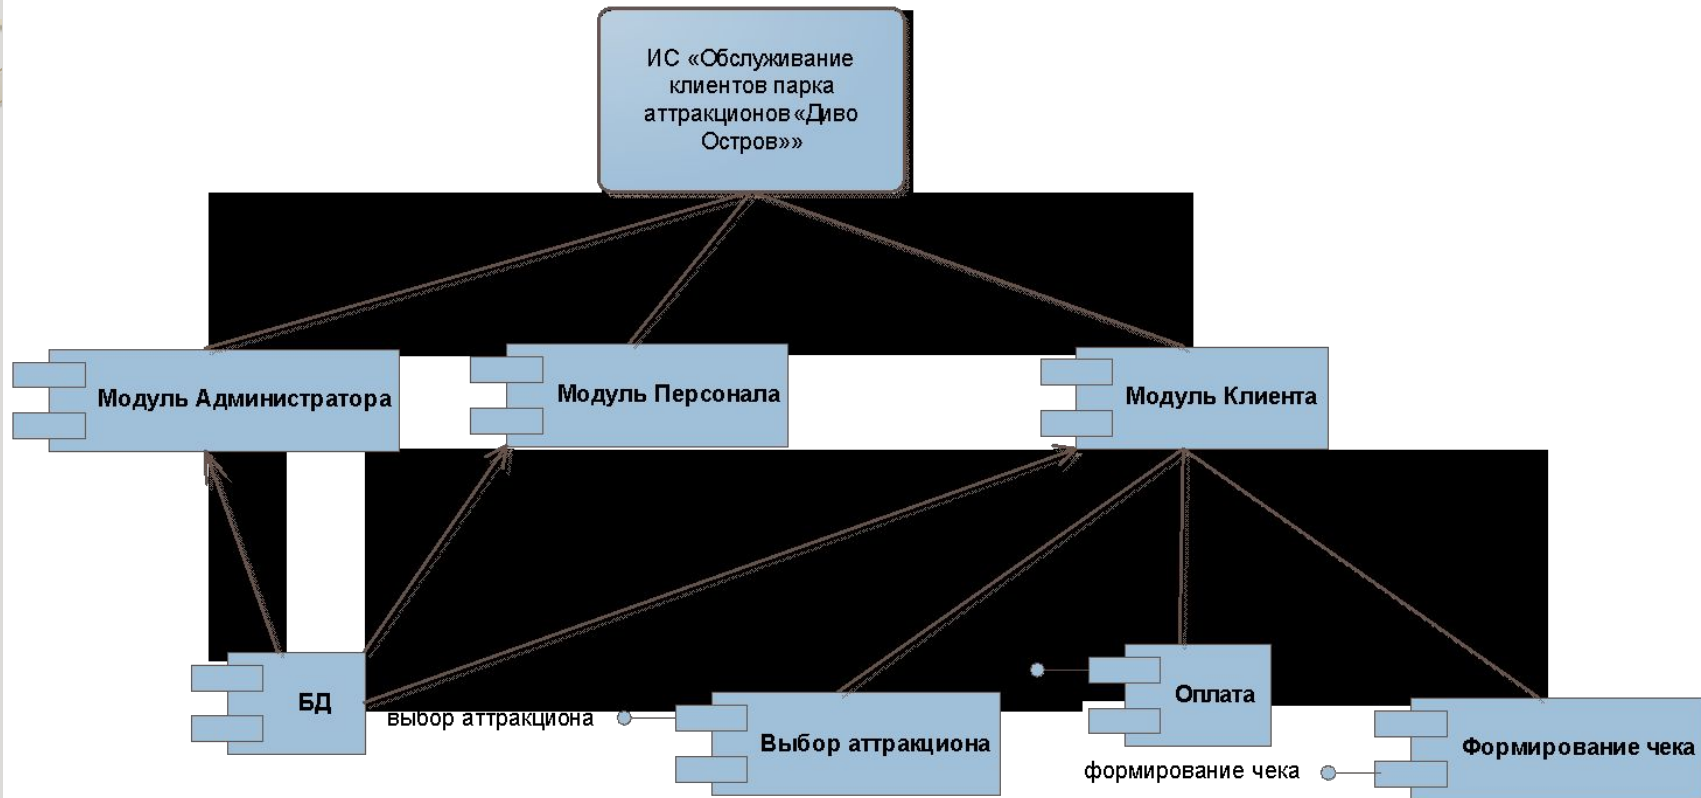 ИС «Обслуживание
клиентов парка
аттракционов «Диво
Остров»»
Модуль Администратора
Модуль Персонала
Модуль Клиента
БД
выбор аттракциона
Выбор аттракциона
Оплата
формирование чека
Формирование чека